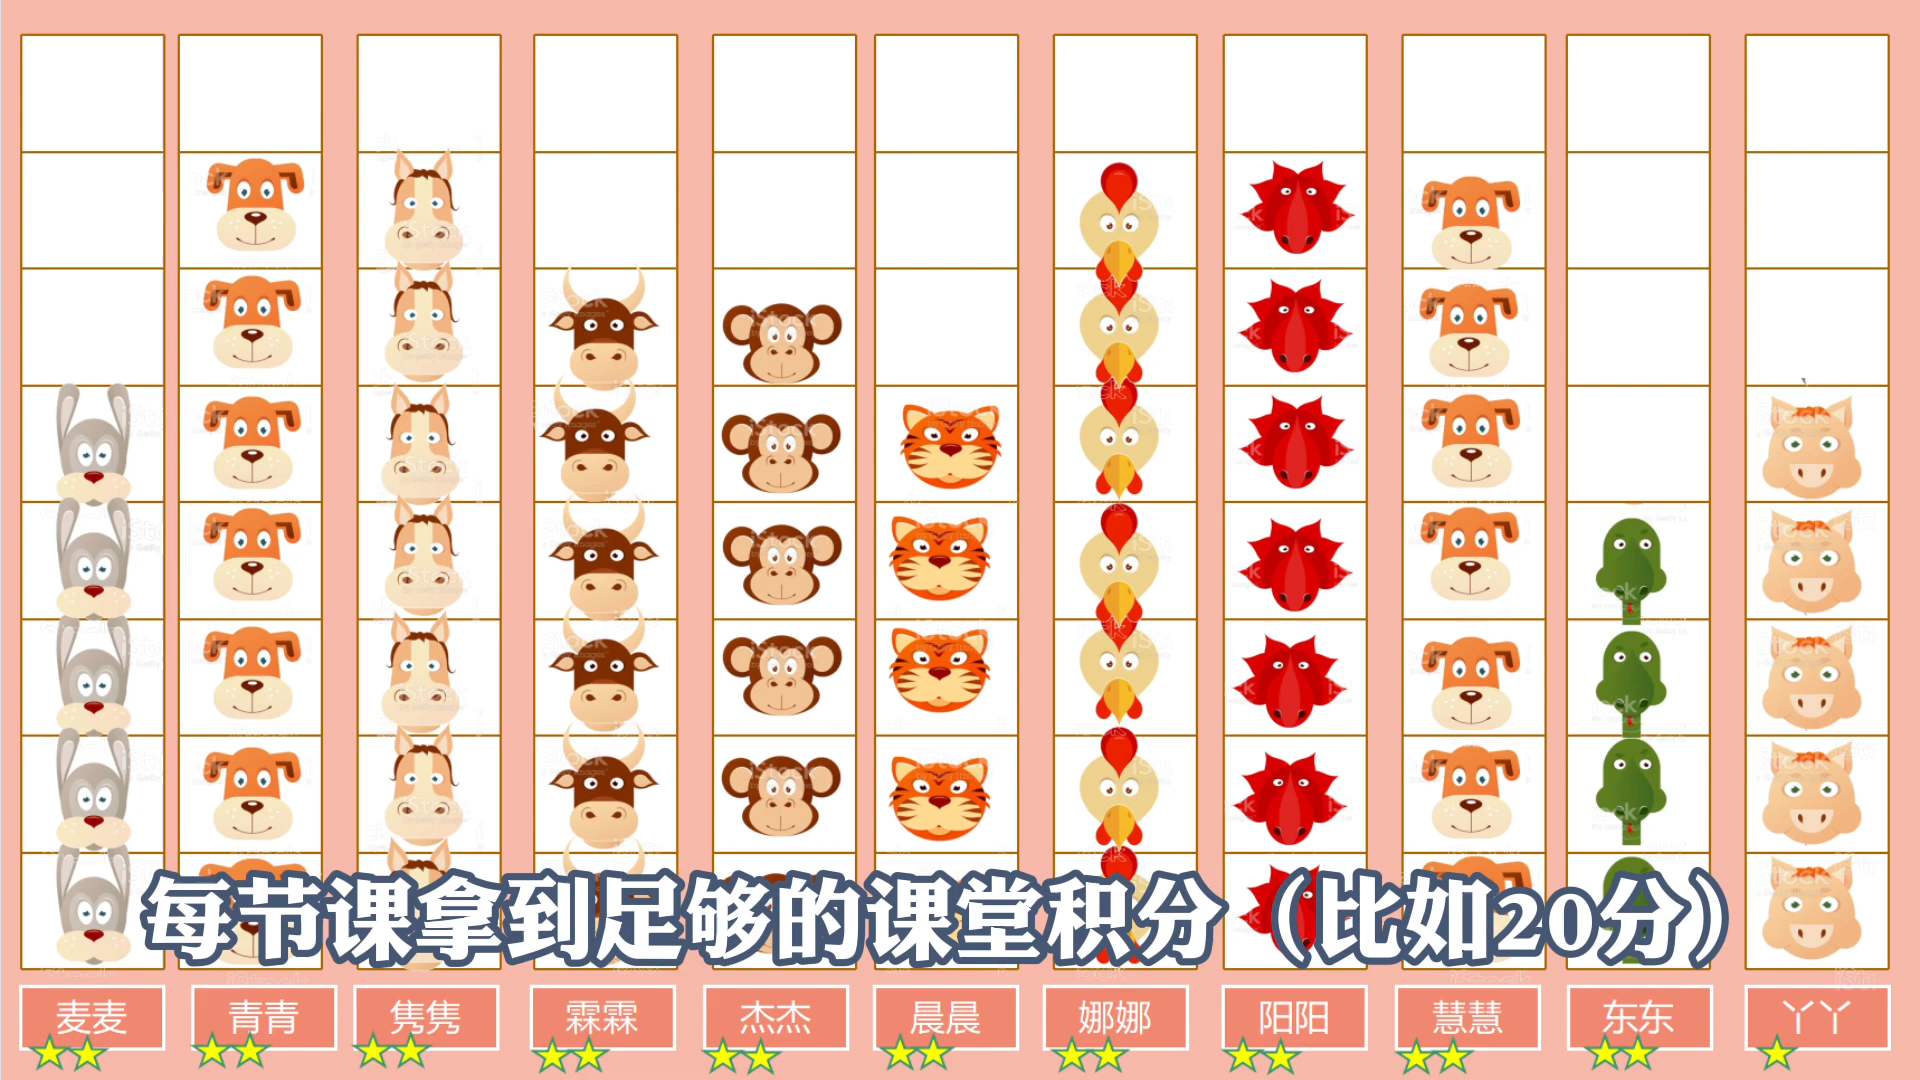 每节课拿到足够的课堂积分（比如20分）
麦麦 青青 隽隽 霖霖 杰杰 晨晨 娜娜 阳阳 慧慧 东东 丫丫